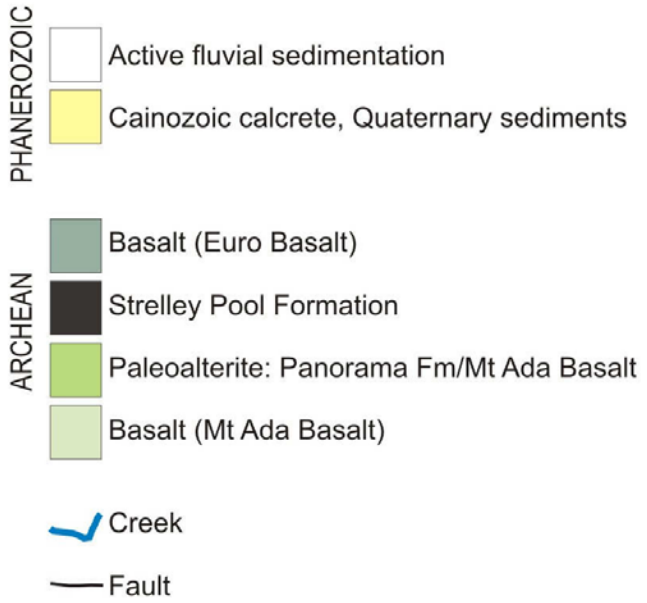 PHANEROZOIC
Active fluvial sedimentation
Cainozoic calcrete, Quaternary sediments
ARCHEAN
Basalt (Euro Basalt)
Strelley Pool Formation
Paleoalterite: Panorama Fm/Mt Ada Basalt
Basalt (Mt Ada Basalt)
Creek
Fault